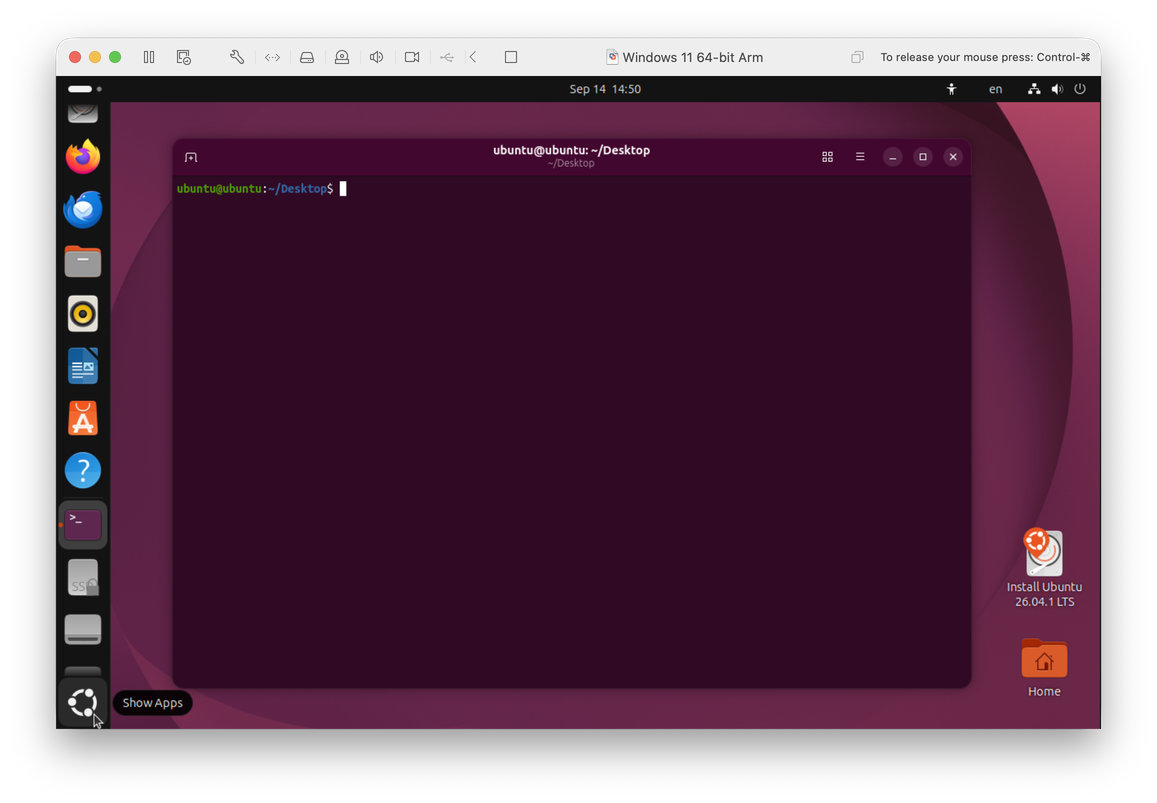 Windows 11 64-bit Arm
To release your mouse press: Control-⌘
Sep 14 14:50
en
ubuntu@ubuntu: ~/Desktop
~/Desktop
ubuntu@ubuntu:~/Desktop$
>_
Install Ubuntu
26.04.1 LTS
Home
Show Apps